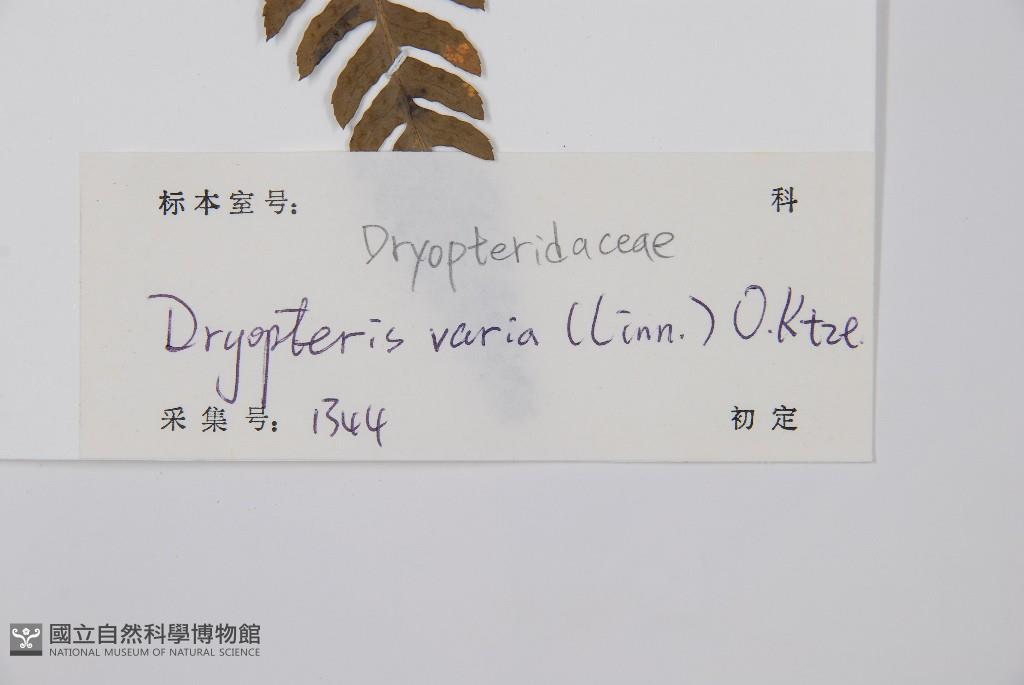 标本室号： 科
Dryopteridaceae
Dryopteris varia (Linn.) O.Ktze.
采集号： 1344 初定
國立自然科學博物館
NATIONAL MUSEUM OF NATURAL SCIENCE